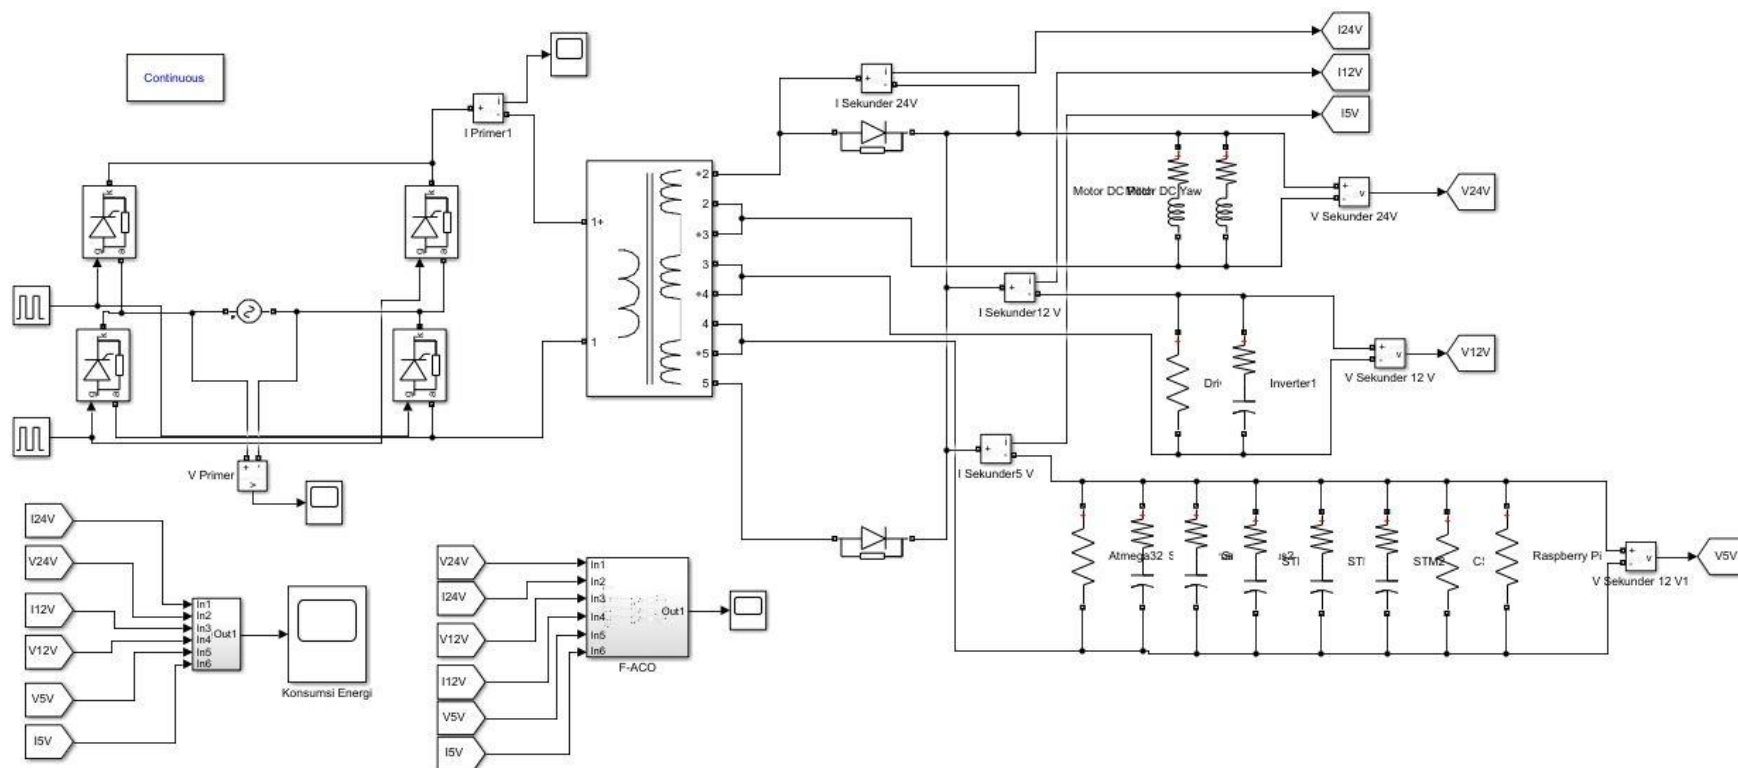 Continuous
I Primer1
I Sekunder 24V
I24V
I12V
I5V
k
g
a
k
g
a
k
g
a
k
g
a
1+
1
+2
2
+3
3
+4
4
+5
5
Motor DC
Motor DC Yaw
V Sekunder 24V
V24V
I Sekunder12 V
Inverter1
V Sekunder 12 V
V12V
I Sekunder5 V
Atmega32
STM2
Raspberry Pi
V Sekunder 12 V1
V5V
V Primer
I24V
V24V
I12V
V12V
V5V
I5V
In1
In2
In3
In4
In5
In6
Out1
Konsumsi Energi
V24V
I24V
V12V
I12V
V5V
I5V
In1
In2
In3
In4
In5
In6
Out1
F-ACO